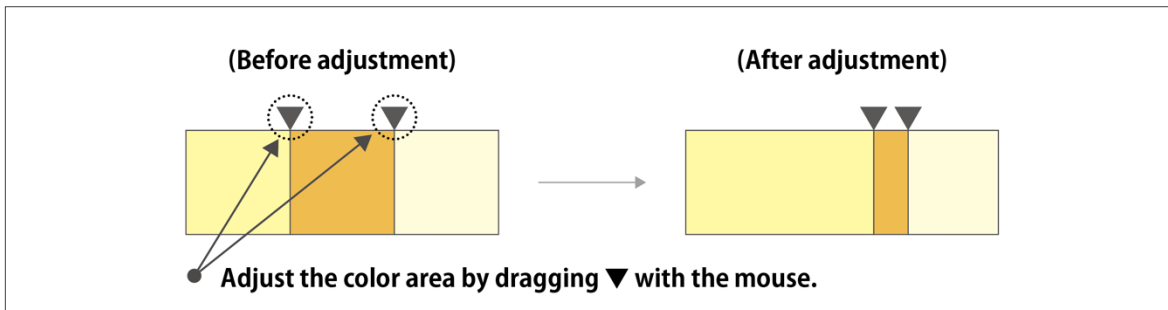 (Before adjustment)
(After adjustment)
Adjust the color area by dragging ▼ with the mouse.